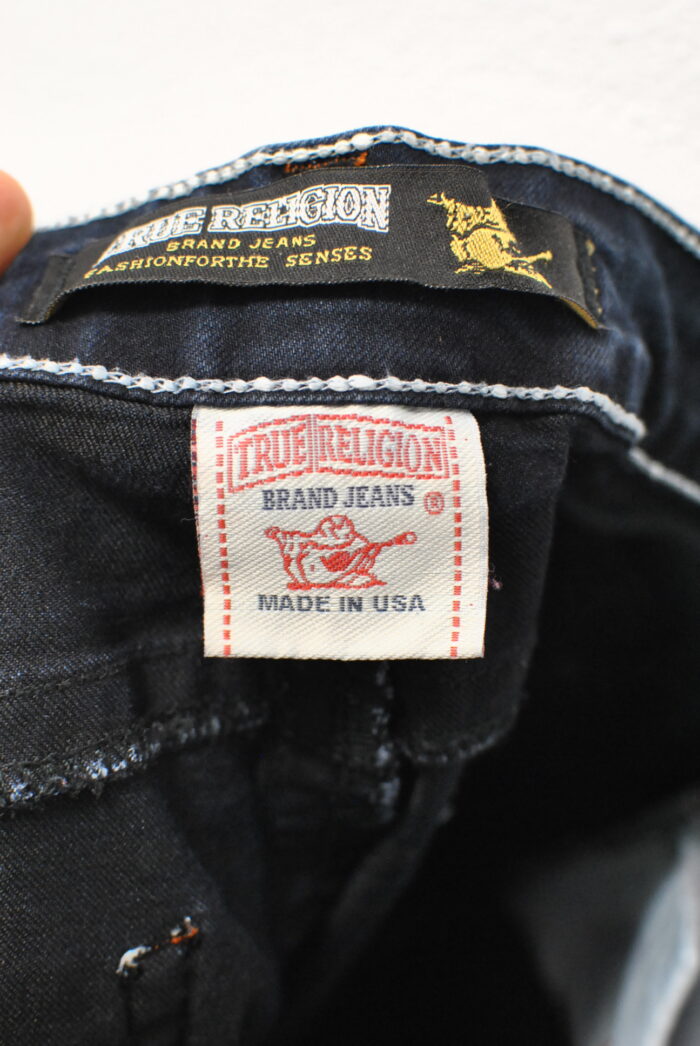 TRUE RELIGION
BRAND JEANS
FASHIONFORTHE SENSES
TRUE RELIGION
BRAND JEANS ®
MADE IN USA